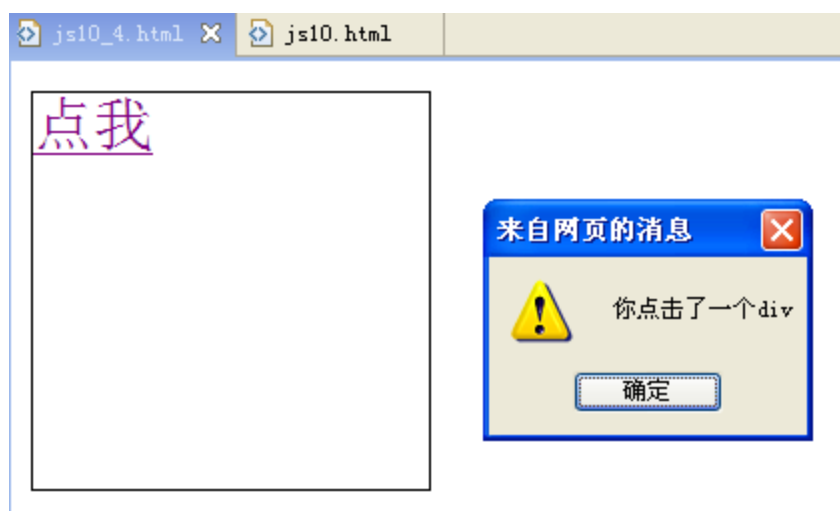 js10_4.html
js10.html
点我
来自网页的消息
你点击了一个div
确定